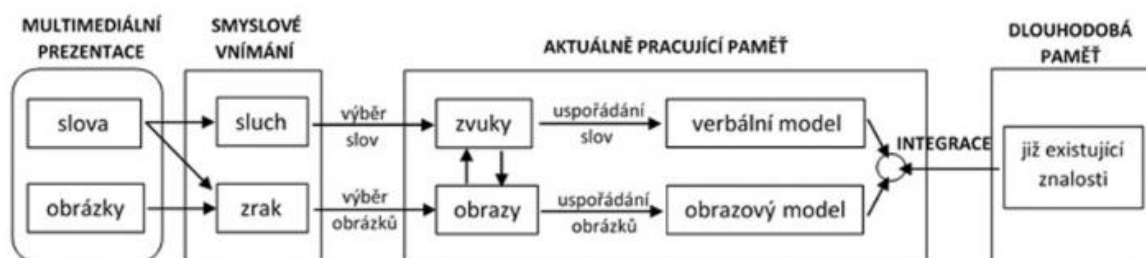 MULTIMEDIÁLNÍ
PREZENTACE
SMYSLOVÉ
VNÍMÁNÍ
AKTUÁLNĚ PRACUJÍCÍ PAMĚŤ
DLOUHODOBÁ
PAMĚŤ
slova
sluch
výběr
slov
zvuky
uspořádání
slov
verbální model
INTEGRACE
již existující
znalosti
obrázky
zrak
výběr
obrázků
obrazy
uspořádání
obrázků
obrazový model